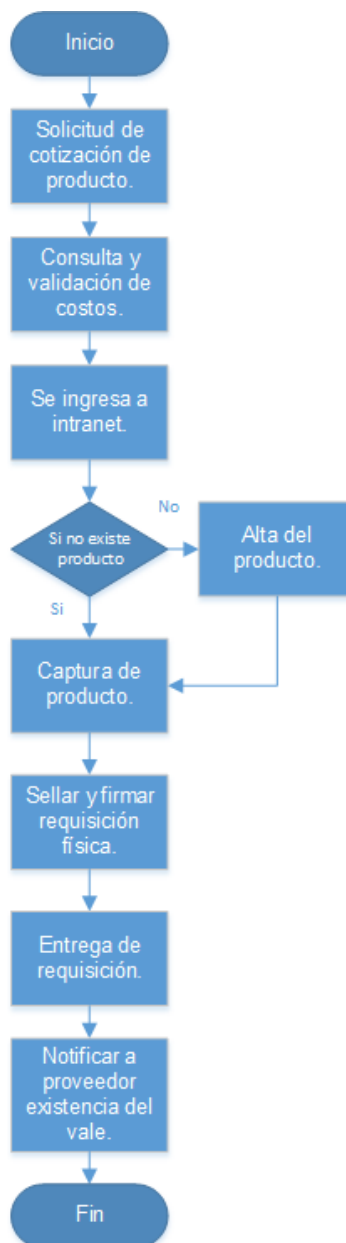 Inicio
Solicitud de
cotización de
producto.
Consulta y
validación de
costos.
Se ingresa a
intranet.
Si no existe
producto
No
Alta del
producto.
Si
Captura de
producto.
Sellar y firmar
requisición
física.
Entrega de
requisición.
Notificar a
proveedor
existencia del
vale.
Fin